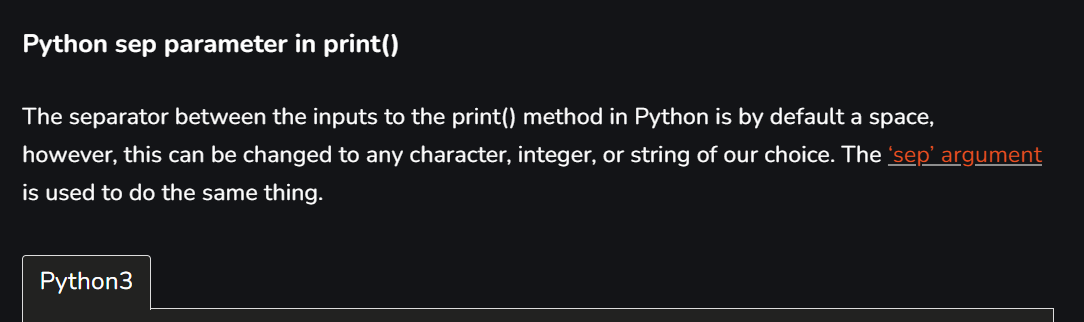 Python sep parameter in print()
The separator between the inputs to the print() method in Python is by default a space,
however, this can be changed to any character, integer, or string of our choice. The ‘sep’ argument
is used to do the same thing.
Python3